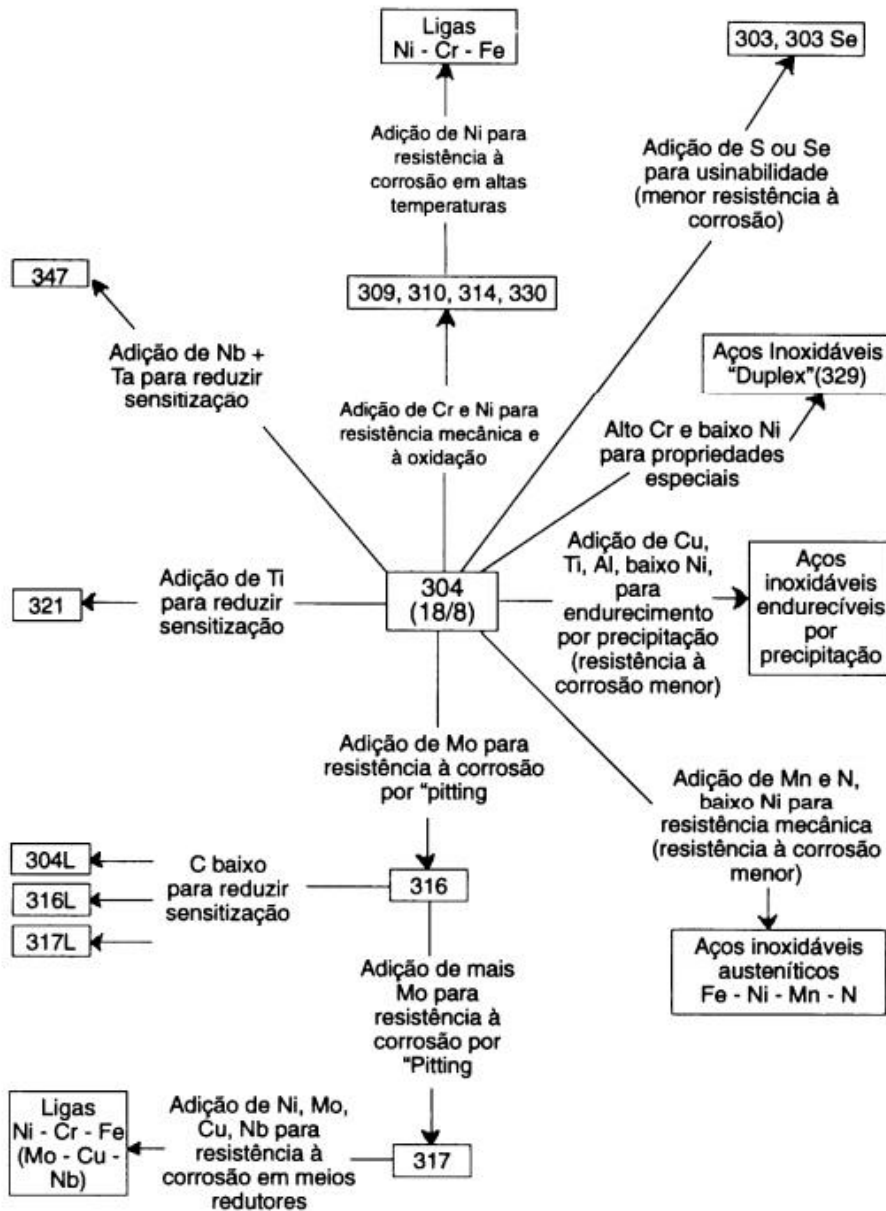 Ligas
Ni - Cr - Fe
303, 303 Se
Adição de Ni para
resistência à
corrosão em altas
temperaturas
Adição de S ou Se
para usinabilidade
(menor resistência à
corrosão)
347
309, 310, 314, 330
Adição de Nb +
Ta para reduzir
sensitização
Adição de Cr e Ni para
resistência mecânica e
à oxidação
Aços Inoxidáveis
"Duplex"(329)
Alto Cr e baixo Ni
para propriedades
especiais
321
Adição de Ti
para reduzir
sensitização
304
(18/8)
Adição de Cu,
Ti, Al, baixo Ni,
para
endurecimento
por precipitação
(resistência à
corrosão menor)
Aços
inoxidáveis
endurecíveis
por
precipitação
Adição de Mo para
resistência à corrosão
por "pitting
Adição de Mn e N,
baixo Ni para
resistência mecânica
(resistência à corrosão
menor)
304L
316L
317L
C baixo
para reduzir
sensitização
316
Aços inoxidáveis
austeníticos
Fe - Ni - Mn - N
Adição de mais
Mo para
resistência à
corrosão por
"Pitting
Ligas
Ni - Cr - Fe
(Mo - Cu -
Nb)
Adição de Ni, Mo,
Cu, Nb para
resistência à
corrosão em meios
redutores
317